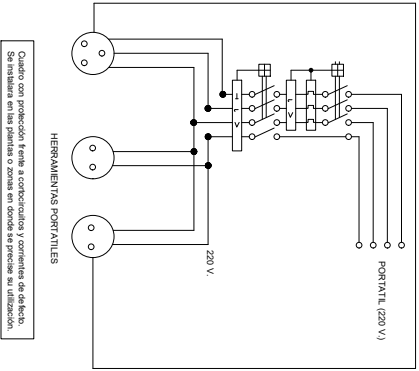 PORTATIL (220 V.)
220 V.
HERRAMIENTAS PORTATILES
Cuadro con protección frente a cortocircuitos y corrientes de defecto.
Se instalara en las plantas o zonas en donde se precise su utilización.